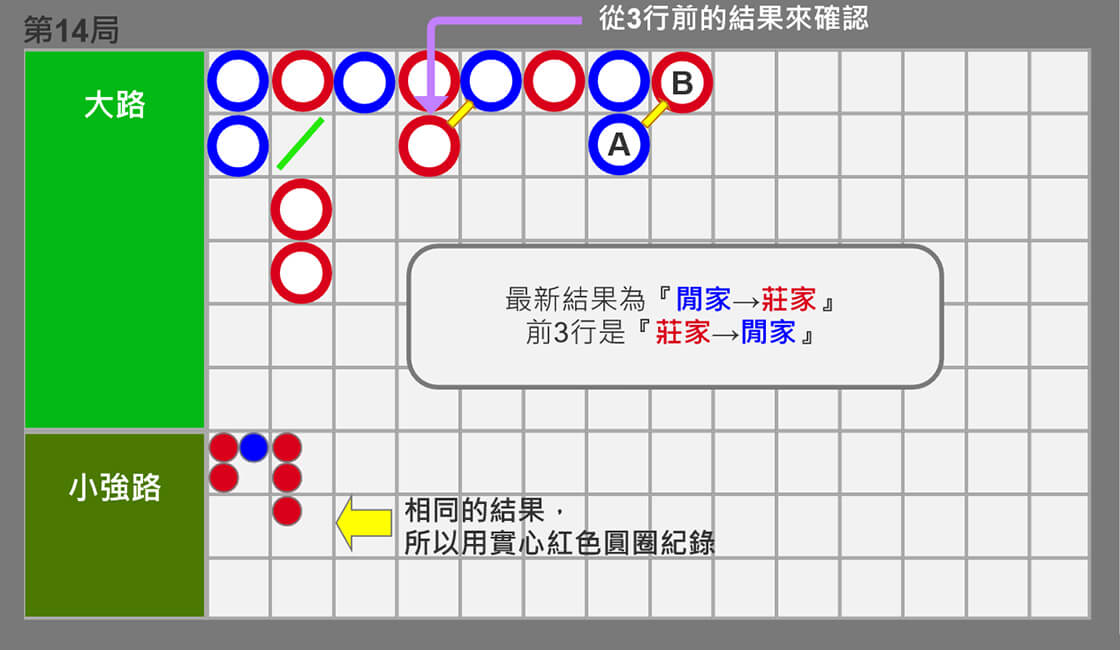 第14局
從3行前的結果來確認
大路
B
A
最新結果為『閒家→莊家』
前3行是『莊家→閒家』
小強路
相同的結果，
所以用實心紅色圓圈紀錄